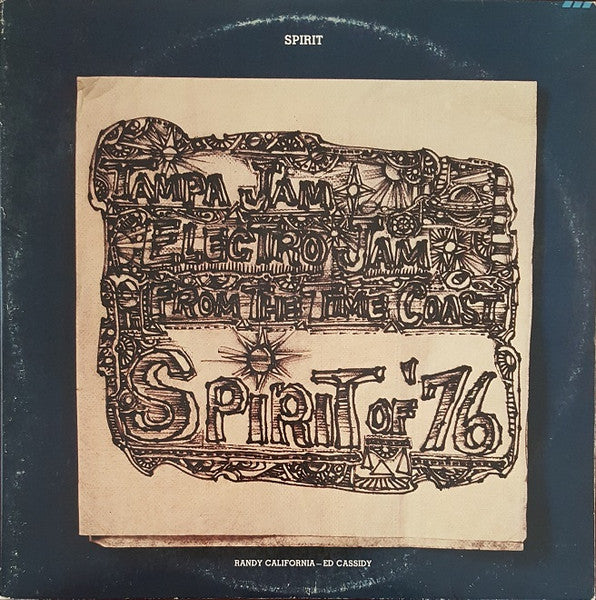 SPIRIT
TAMPA JAM
ELECTRO JAM
FROM THE TIME COAST
SPIRIT OF '76
RANDY CALIFORNIA – ED CASSIDY